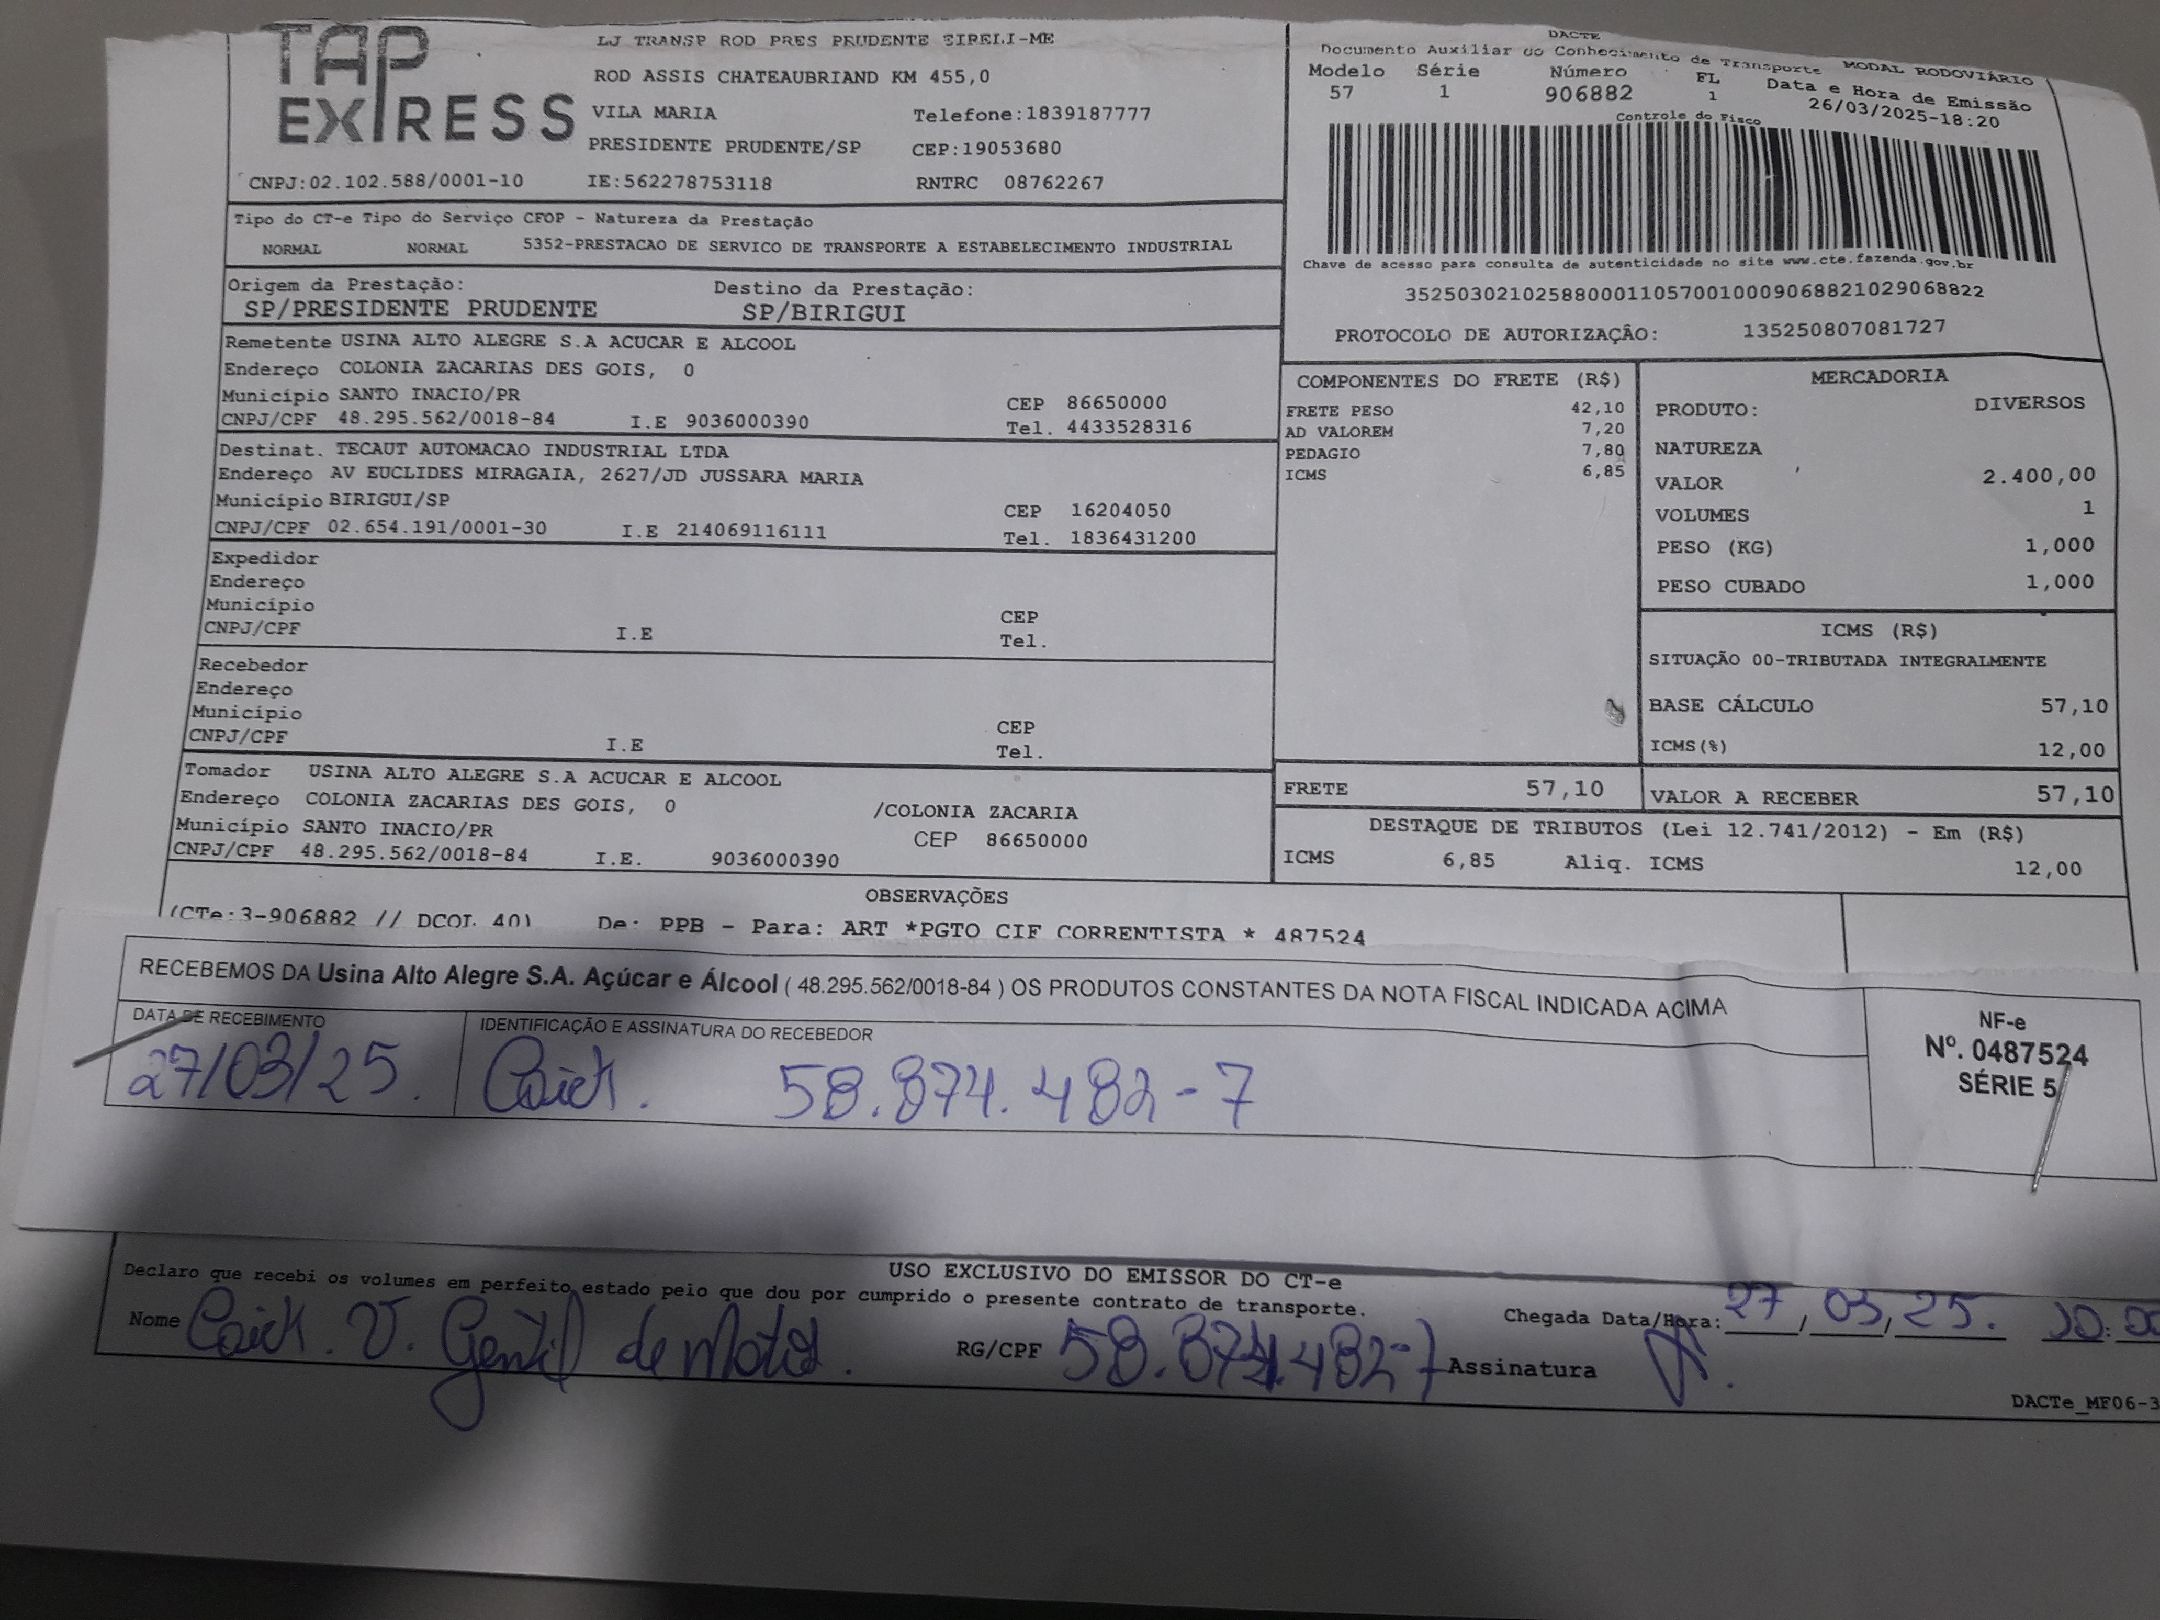 TAP EXPRESS
LJ TRANSP ROD PRES PRUDENTE EIRELI-ME
ROD ASSIS CHATEAUBRIAND KM 455,0
VILA MARIA Telefone:1839187777
PRESIDENTE PRUDENTE/SP CEP:19053680
CNPJ:02.102.588/0001-10 IE:562278753118 RNTRC 08762267
DACTE
Documento Auxiliar do Conhecimento de Transporte MODAL RODOVIÁRIO
Modelo Série Número FL Data e Hora de Emissão
57 1 906882 1 26/03/2025-18:20
Controle do Fisco
Chave de acesso para consulta de autenticidade no site www.cte.fazenda.gov.br
35250302102588000110570010009068821029068822
PROTOCOLO DE AUTORIZAÇÃO: 135250807081727
Tipo do CT-e Tipo do Serviço CFOP - Natureza da Prestação
NORMAL NORMAL 5352-PRESTACAO DE SERVICO DE TRANSPORTE A ESTABELECIMENTO INDUSTRIAL
Origem da Prestação: Destino da Prestação:
SP/PRESIDENTE PRUDENTE SP/BIRIGUI
Remetente USINA ALTO ALEGRE S.A ACUCAR E ALCOOL
Endereço COLONIA ZACARIAS DES GOIS, 0
Município SANTO INACIO/PR CEP 86650000
CNPJ/CPF 48.295.562/0018-84 I.E 9036000390 Tel. 4433528316
Destinat. TECAUT AUTOMACAO INDUSTRIAL LTDA
Endereço AV EUCLIDES MIRAGAIA, 2627/JD JUSSARA MARIA
Município BIRIGUI/SP CEP 16204050
CNPJ/CPF 02.654.191/0001-30 I.E 214069116111 Tel. 1836431200
Expedidor
Endereço
Município CEP
CNPJ/CPF I.E Tel.
Recebedor
Endereço
Município CEP
CNPJ/CPF I.E Tel.
Tomador USINA ALTO ALEGRE S.A ACUCAR E ALCOOL
Endereço COLONIA ZACARIAS DES GOIS, 0 /COLONIA ZACARIA
Município SANTO INACIO/PR CEP 86650000
CNPJ/CPF 48.295.562/0018-84 I.E. 9036000390
COMPONENTES DO FRETE (R$)
FRETE PESO 42,10
AD VALOREM 7,20
PEDAGIO 7,80
ICMS 6,85
FRETE 57,10
MERCADORIA
PRODUTO: DIVERSOS
NATUREZA
VALOR 2.400,00
VOLUMES 1
PESO (KG) 1,000
PESO CUBADO 1,000
ICMS (R$)
SITUAÇÃO 00-TRIBUTADA INTEGRALMENTE
BASE CÁLCULO 57,10
ICMS(%) 12,00
VALOR A RECEBER 57,10
DESTAQUE DE TRIBUTOS (Lei 12.741/2012) - Em (R$)
ICMS 6,85 Aliq. ICMS 12,00
OBSERVAÇÕES
(CTe:3-906882 // DCOL 40) De: PPB - Para: ART *PGTO CIF CORRENTISTA * 487524
RECEBEMOS DA Usina Alto Alegre S.A. Açúcar e Álcool ( 48.295.562/0018-84 ) OS PRODUTOS CONSTANTES DA NOTA FISCAL INDICADA ACIMA
DATA DE RECEBIMENTO IDENTIFICAÇÃO E ASSINATURA DO RECEBEDOR
27/03/25. 58.874.482-7
NF-e
Nº. 0487524
SÉRIE 5
USO EXCLUSIVO DO EMISSOR DO CT-e
Declaro que recebi os volumes em perfeito estado pelo que dou por cumprido o presente contrato de transporte.
Chegada Data/Hora: 27/03/25.
Nome V. Gentil de RG/CPF 58.874.482-7 Assinatura
DACTe_MF06-3